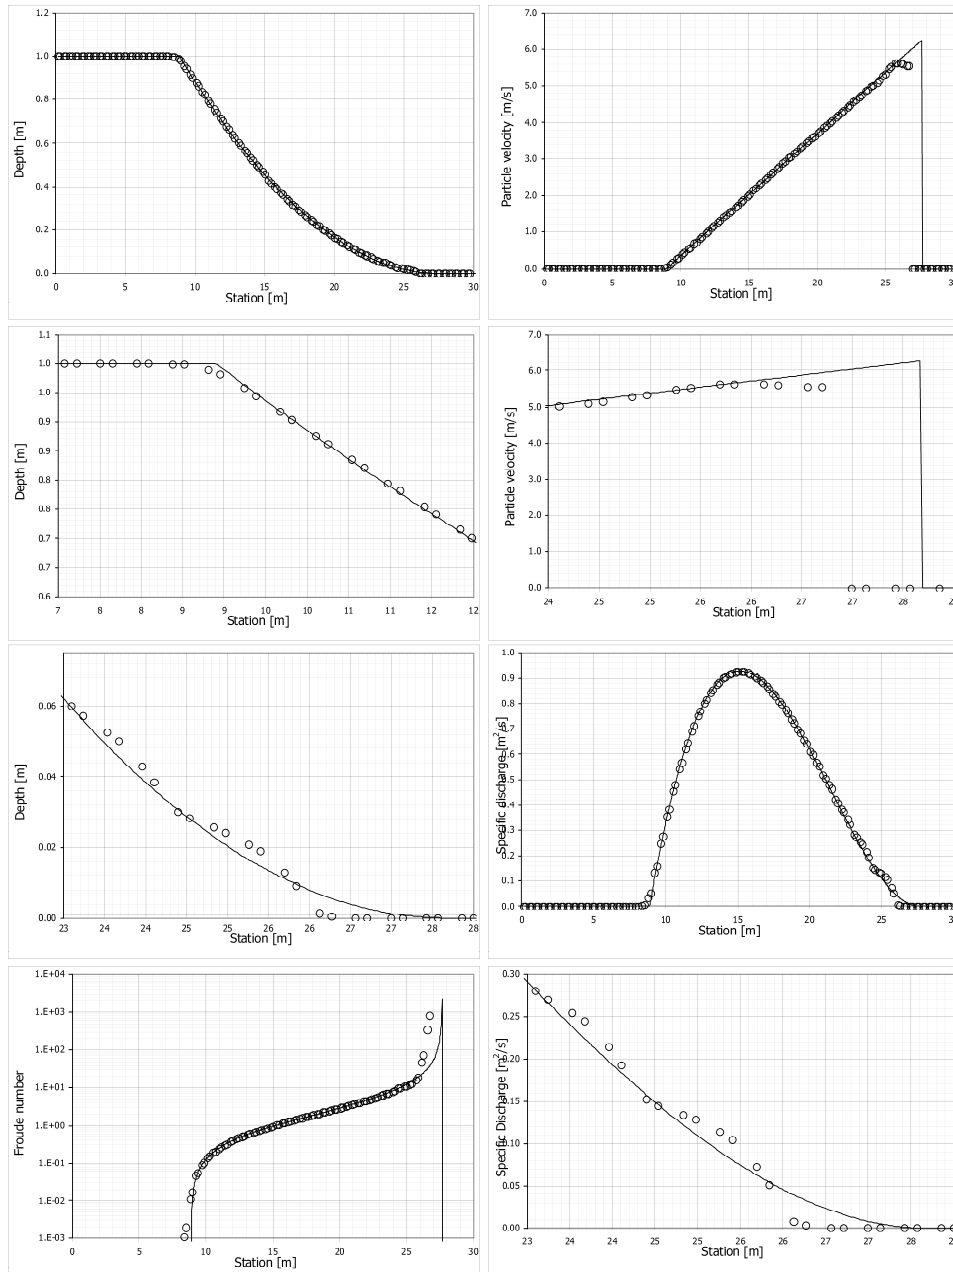 1.2
1.0
0.8
0.6
0.4
0.2
0.0
Depth [m]
0 5 10 15 20 25 30
Station [m]
7.0
6.0
5.0
4.0
3.0
2.0
1.0
0.0
Particle velocity [m/s]
0 5 10 15 20 25
Station [m]
1.1
1.0
1.0
0.9
0.9
0.8
0.8
0.7
0.7
0.6
Depth [m]
7 8 8 9 9 10 10 11 11 12 12
Station [m]
7.0
6.0
5.0
4.0
3.0
2.0
1.0
0.0
Particle velocity [m/s]
24 25 25 26 26 27 27 28
Station [m]
0.06
0.04
0.02
0.00
Depth [m]
23 23 24 24 25 25 26 26 27 27 28
Station [m]
1.0
0.9
0.8
0.7
0.6
0.5
0.4
0.3
0.2
0.1
0.0
Specific discharge [m²/s]
0 5 10 15 20 25
Station [m]
1.E+04
1.E+03
1.E+02
1.E+01
1.E+00
1.E-01
1.E-02
1.E-03
Froude number
0 5 10 15 20 25 30
Station [m]
0.30
0.25
0.20
0.15
0.10
0.05
0.00
Specific Discharge [m²/s]
23 24 24 25 25 26 26 27 27 28
Station [m]